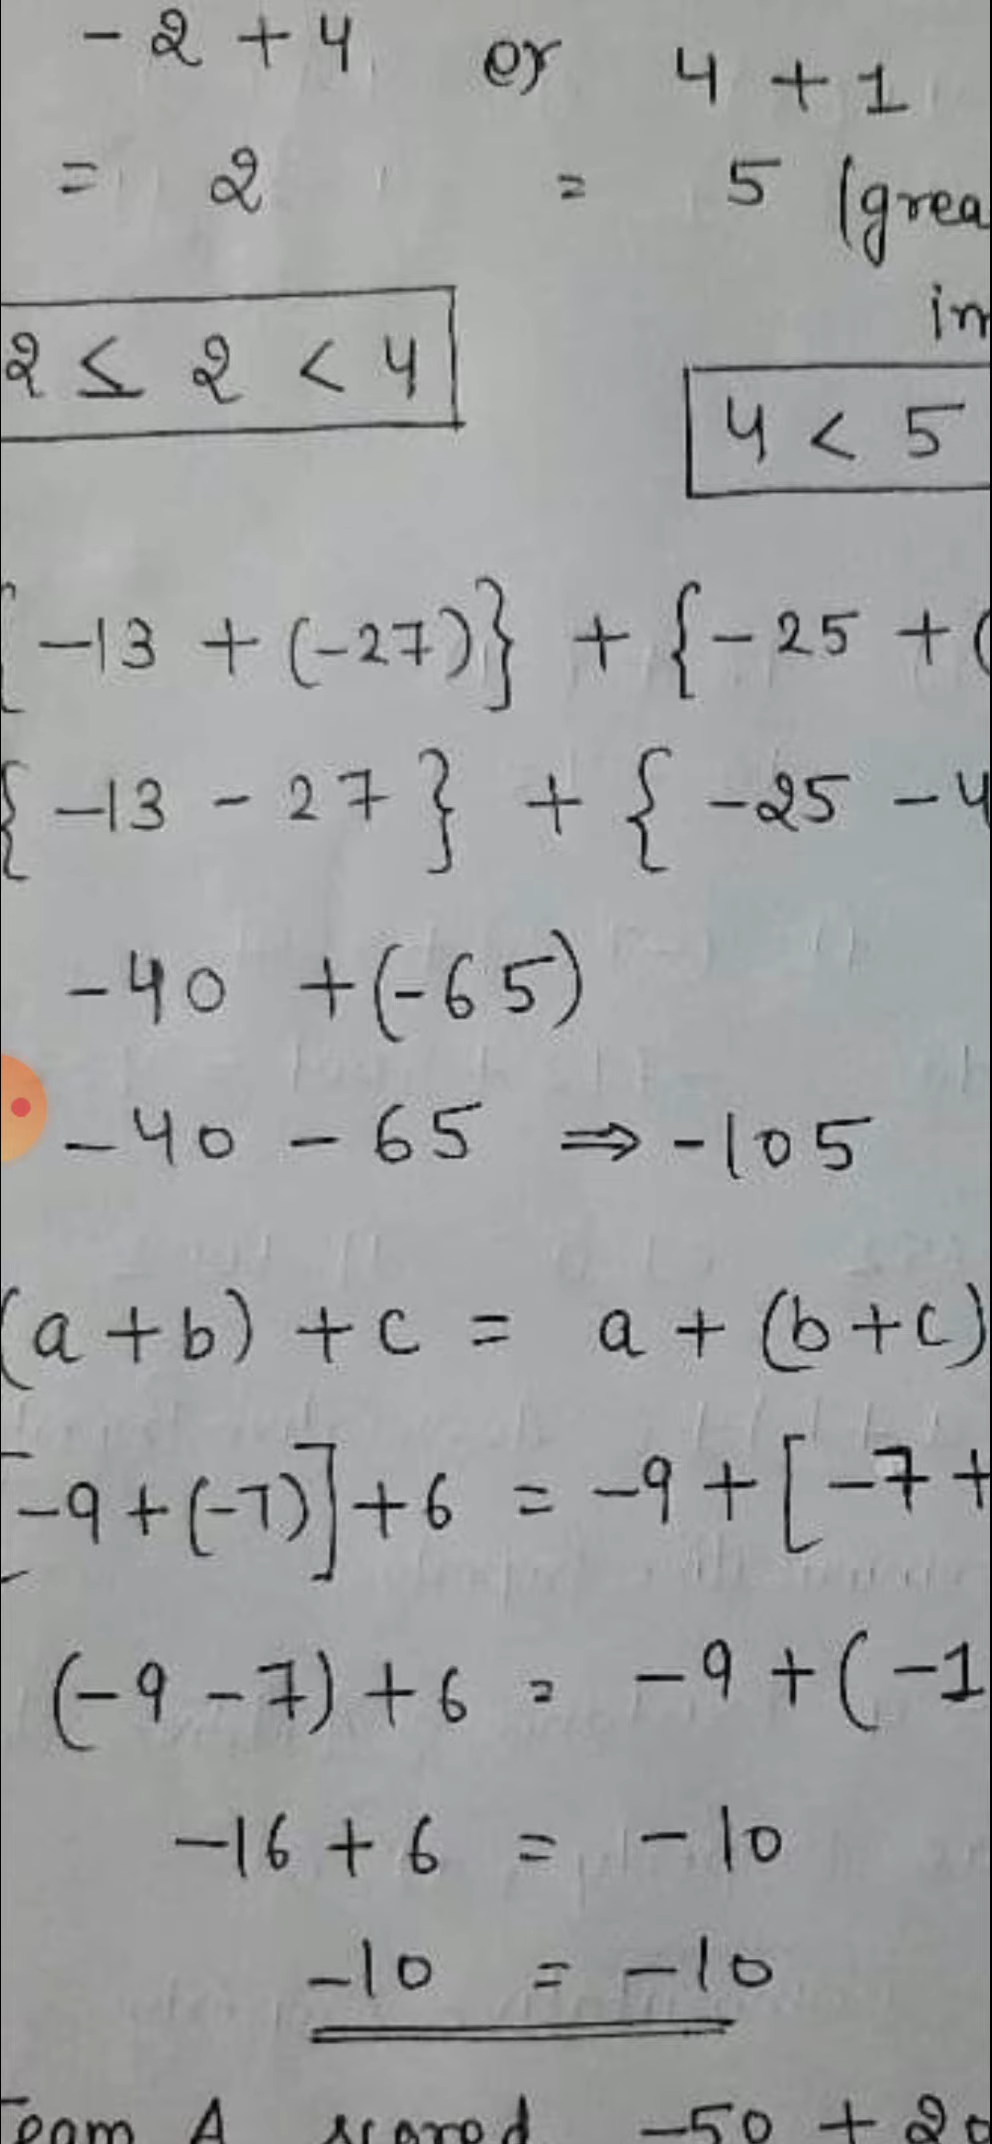 -2 + 4 or 4 + 1
= 2 = 5 (grea
in
2 ≤ 2 < 4
4 < 5
{-13 + (-27)} + {-25 + (
{-13 - 27} + {-25 - 4
-40 + (-65)
-40 - 65 ⇒ -105
(a + b) + c = a + (b + c)
[-9 + (-7)] + 6 = -9 + [-7 +
(-9 - 7) + 6 = -9 + (-1
-16 + 6 = -10
-10 = -10
Team A scored -50 + 20